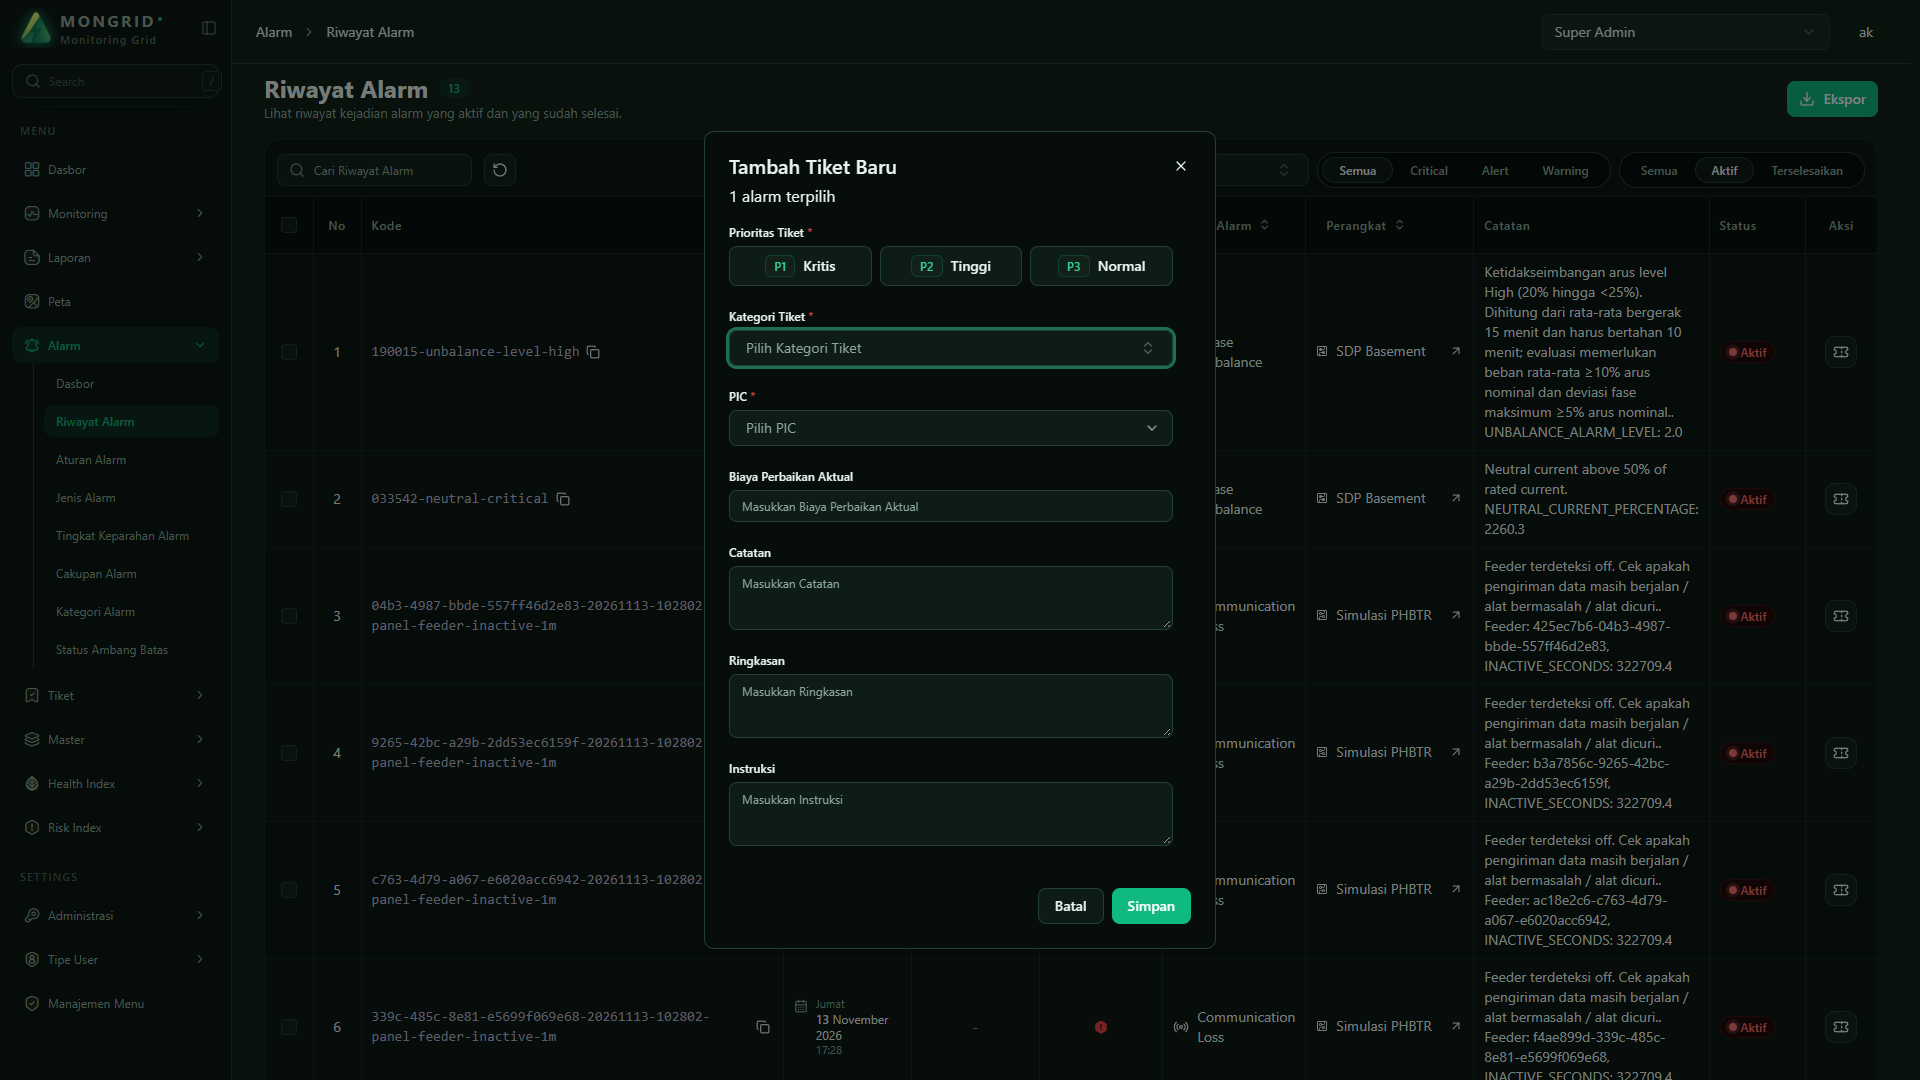 MONGRID
Monitoring Grid
Search
/
MENU
Dasbor
Monitoring
Laporan
Peta
Alarm
Dasbor
Riwayat Alarm
Aturan Alarm
Jenis Alarm
Tingkat Keparahan Alarm
Cakupan Alarm
Kategori Alarm
Status Ambang Batas
Tiket
Master
Health Index
Risk Index
SETTINGS
Administrasi
Tipe User
Manajemen Menu
Alarm > Riwayat Alarm
Super Admin
ak
Riwayat Alarm 13
Lihat riwayat kejadian alarm yang aktif dan yang sudah selesai.
Ekspor
Cari Riwayat Alarm
Semua Critical Alert Warning
Semua Aktif Terselesaikan
No Kode Alarm Perangkat Catatan Status Aksi
1
190015-unbalance-level-high
ase
balance
SDP Basement
Ketidakseimbangan arus level
High (20% hingga <25%).
Dihitung dari rata-rata bergerak
15 menit dan harus bertahan 10
menit; evaluasi memerlukan
beban rata-rata ≥10% arus
nominal dan deviasi fase
maksimum ≥5% arus nominal..
UNBALANCE_ALARM_LEVEL: 2.0
Aktif
2
033542-neutral-critical
ase
balance
SDP Basement
Neutral current above 50% of
rated current.
NEUTRAL_CURRENT_PERCENTAGE:
2260.3
Aktif
3
04b3-4987-bbde-557ff46d2e83-20261113-102802
panel-feeder-inactive-1m
mmunication
ss
Simulasi PHBTR
Feeder terdeteksi off. Cek apakah
pengiriman data masih berjalan /
alat bermasalah / alat dicuri..
Feeder: 425ec7b6-04b3-4987-
bbde-557ff46d2e83,
INACTIVE_SECONDS: 322709.4
Aktif
4
9265-42bc-a29b-2dd53ec6159f-20261113-102802
panel-feeder-inactive-1m
mmunication
ss
Simulasi PHBTR
Feeder terdeteksi off. Cek apakah
pengiriman data masih berjalan /
alat bermasalah / alat dicuri..
Feeder: b3a7856c-9265-42bc-
a29b-2dd53ec6159f,
INACTIVE_SECONDS: 322709.4
Aktif
5
c763-4d79-a067-e6020acc6942-20261113-102802
panel-feeder-inactive-1m
mmunication
ss
Simulasi PHBTR
Feeder terdeteksi off. Cek apakah
pengiriman data masih berjalan /
alat bermasalah / alat dicuri..
Feeder: ac18e2c6-c763-4d79-
a067-e6020acc6942,
INACTIVE_SECONDS: 322709.4
Aktif
6
339c-485c-8e81-e5699f069e68-20261113-102802-
panel-feeder-inactive-1m
Jumat
13 November
2026
17:28
-
Communication
Loss
Simulasi PHBTR
Feeder terdeteksi off. Cek apakah
pengiriman data masih berjalan /
alat bermasalah / alat dicuri..
Feeder: f4ae899d-339c-485c-
8e81-e5699f069e68,
INACTIVE_SECONDS: 322709.4
Aktif
Tambah Tiket Baru
1 alarm terpilih
Prioritas Tiket *
P1 Kritis
P2 Tinggi
P3 Normal
Kategori Tiket *
Pilih Kategori Tiket
PIC *
Pilih PIC
Biaya Perbaikan Aktual
Masukkan Biaya Perbaikan Aktual
Catatan
Masukkan Catatan
Ringkasan
Masukkan Ringkasan
Instruksi
Masukkan Instruksi
Batal
Simpan